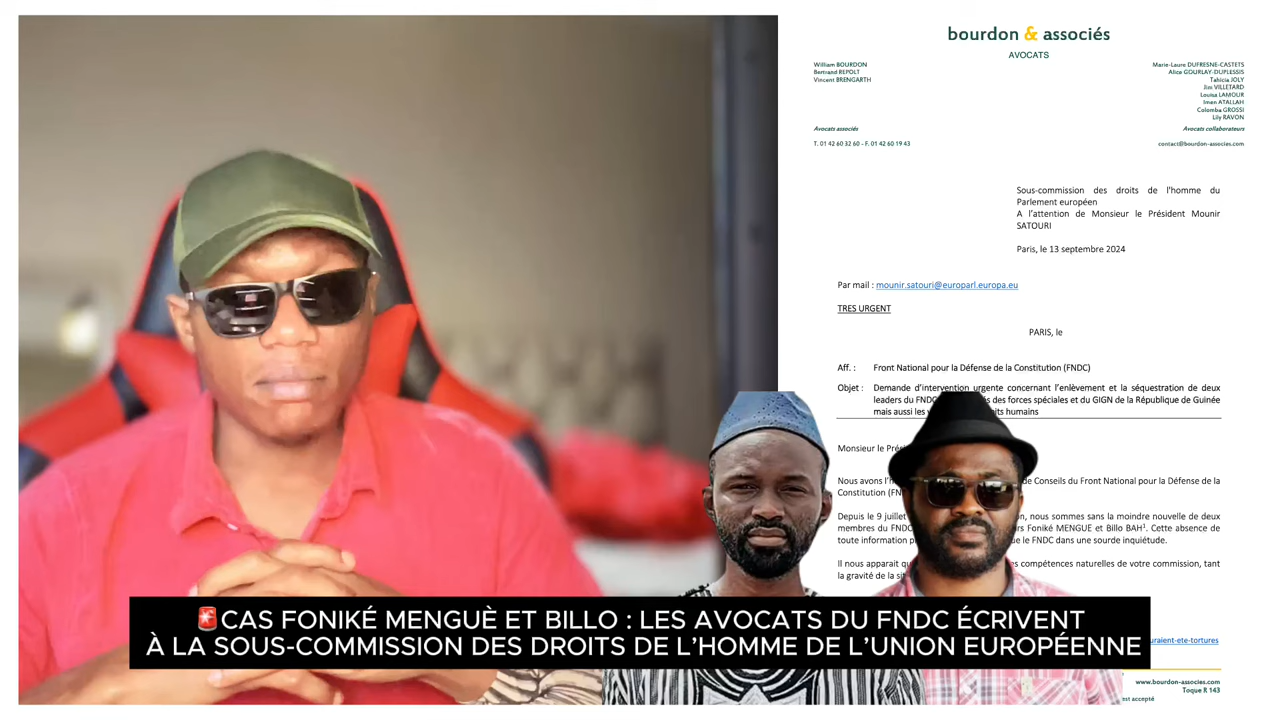 bourdon & associés
AVOCATS
William BOURDON
Bertrand REPOLT
Vincent BRENGARTH
Marie-Laure DUFRESNE-CASTETS
Alice GOURLAY-DUPLESSIS
Tahicia JOLY
Jim VILLETARD
Louisa LAMOUR
Imen ATALLAH
Colomba GROSSI
Lily RAVON
Avocats associés
Avocats collaborateurs
T. 01 42 60 32 60 - F. 01 42 60 19 43
contact@bourdon-associes.com
Sous-commission des droits de l'homme du
Parlement européen
A l'attention de Monsieur le Président Mounir
SATOURI
Paris, le 13 septembre 2024
Par mail : mounir.satouri@europarl.europa.eu
TRES URGENT
PARIS, le
Aff. : Front National pour la Défense de la Constitution (FNDC)
Objet : Demande d'intervention urgente concernant l'enlèvement et la séquestration de deux
leaders du FNDC des forces spéciales et du GIGN de la République de Guinée
mais aussi les humains
Monsieur le
Nous avons de Conseils du Front National pour la Défense de la
Constitution
Depuis le 9 juillet nous sommes sans la moindre nouvelle de deux
membres du FNDC Foniké MENGUE et Billo BAH¹. Cette absence de
toute information que le FNDC dans une sourde inquiétude.
Il nous apparait compétences naturelles de votre commission, tant
la gravité de la
🚨CAS FONIKÉ MENGUÈ ET BILLO : LES AVOCATS DU FNDC ÉCRIVENT
À LA SOUS-COMMISSION DES DROITS DE L'HOMME DE L'UNION EUROPÉENNE
uraient-ete-tortures
www.bourdon-associes.com
Toque R 143
est accepté